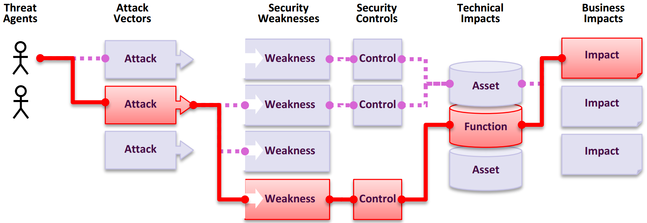 Threat Agents
Attack Vectors
Security Weaknesses
Security Controls
Technical Impacts
Business Impacts
Attack
Weakness
Control
Impact
Asset
Attack
Weakness
Control
Impact
Function
Attack
Weakness
Impact
Asset
Weakness
Control